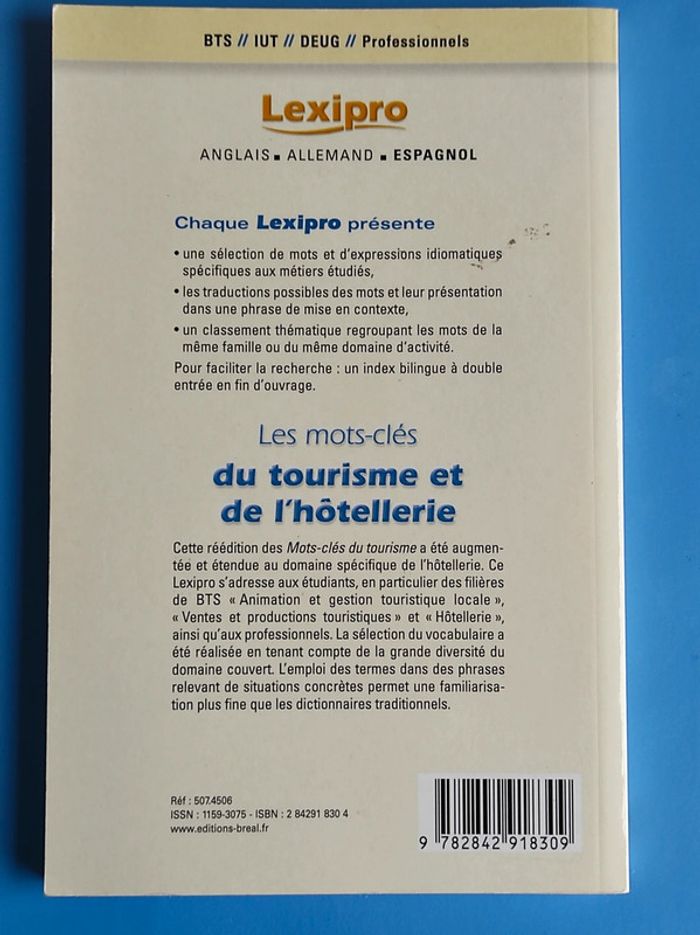 BTS // IUT // DEUG // Professionnels
Lexipro
ANGLAIS ■ ALLEMAND ■ ESPAGNOL
Chaque Lexipro présente
• une sélection de mots et d'expressions idiomatiques
spécifiques aux métiers étudiés,
• les traductions possibles des mots et leur présentation
dans une phrase de mise en contexte,
• un classement thématique regroupant les mots de la
même famille ou du même domaine d'activité.
Pour faciliter la recherche : un index bilingue à double
entrée en fin d'ouvrage.
Les mots-clés
du tourisme et
de l'hôtellerie
Cette réédition des Mots-clés du tourisme a été augmen-
tée et étendue au domaine spécifique de l'hôtellerie. Ce
Lexipro s'adresse aux étudiants, en particulier des filières
de BTS « Animation et gestion touristique locale »,
« Ventes et productions touristiques » et « Hôtellerie »,
ainsi qu'aux professionnels. La sélection du vocabulaire a
été réalisée en tenant compte de la grande diversité du
domaine couvert. L'emploi des termes dans des phrases
relevant de situations concrètes permet une familiarisa-
tion plus fine que les dictionnaires traditionnels.
Réf : 507.4506
ISSN : 1159-3075 - ISBN : 2 84291 830 4
www.editions-breal.fr
9 782842 918309